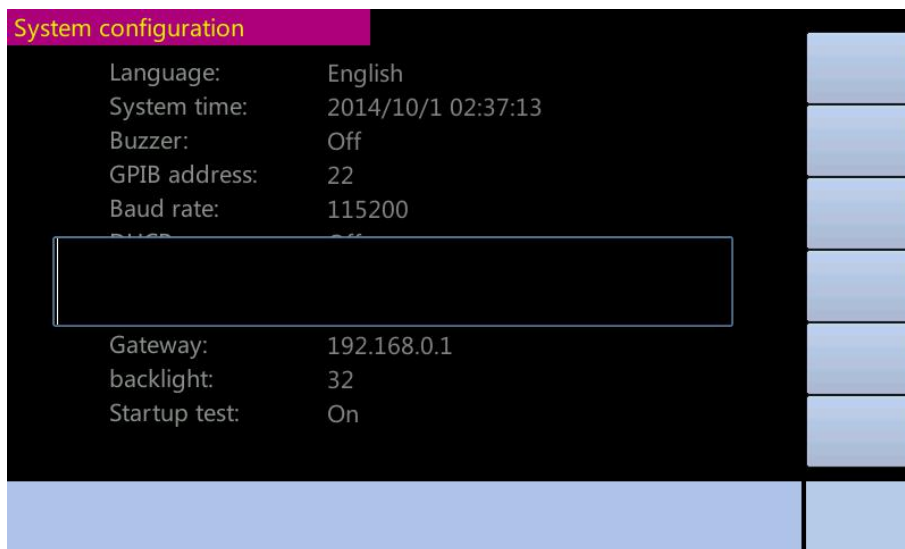 System configuration
Language: English
System time: 2014/10/1 02:37:13
Buzzer: Off
GPIB address: 22
Baud rate: 115200
Gateway: 192.168.0.1
backlight: 32
Startup test: On